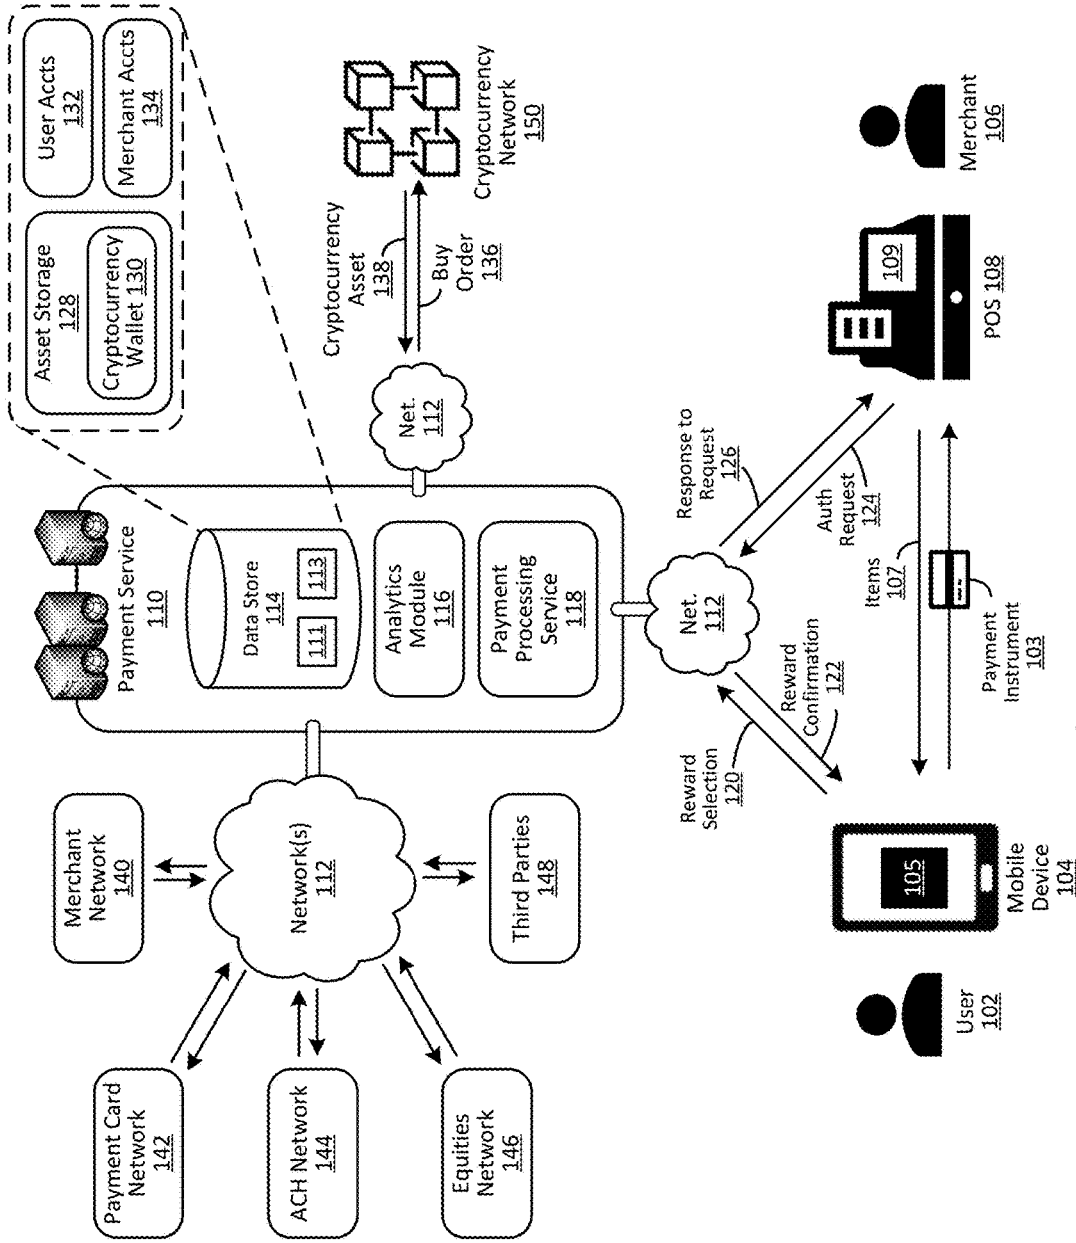 Payment Card
Network
142
ACH Network
144
Equities
Network
146
Merchant
Network
140
Network(s)
112
Third Parties
148
Payment Service
110
Data Store
114
111
113
Analytics
Module
116
Payment
Processing
Service
118
Asset Storage
128
Cryptocurrency
Wallet 130
User Accts
132
Merchant Accts
134
Net.
112
Cryptocurrency
Asset
138
Buy
Order
136
Cryptocurrency
Network
150
Net.
112
Reward
Selection
120
Reward
Confirmation
122
Response to
Request
126
Auth
Request
124
Items
107
Payment
Instrument
103
User
102
105
Mobile
Device
104
109
POS 108
Merchant
106